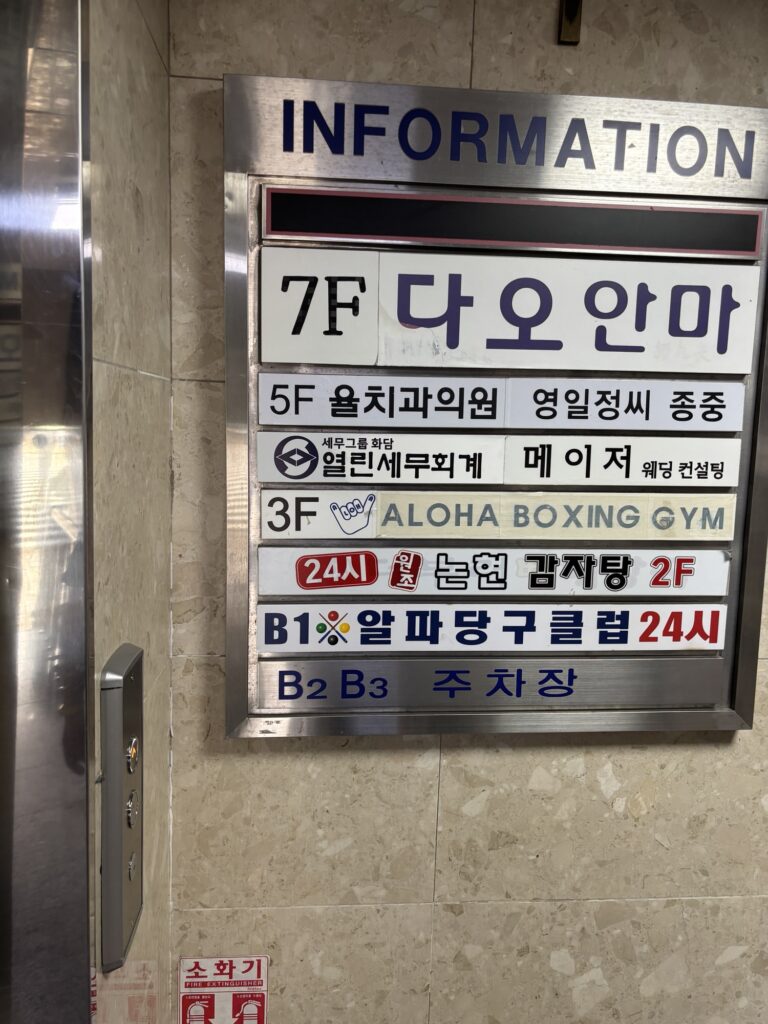 INFORMATION
7F 다오안마
5F 율치과의원 영일정씨 종중
세무그룹 화담
열린세무회계 메이저 웨딩 컨설팅
3F ALOHA BOXING GYM
24시 원조 논현 감자탕 2F
B1 알파당구클럽 24시
B2 B3 주차장
소화기
FIRE EXTINGUISHER